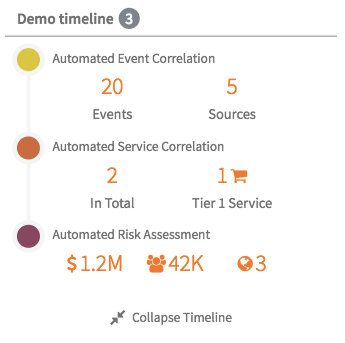 Demo timeline 3
Automated Event Correlation
20 5
Events Sources
Automated Service Correlation
2 1
In Total Tier 1 Service
Automated Risk Assessment
$1.2M 42K 3
Collapse Timeline